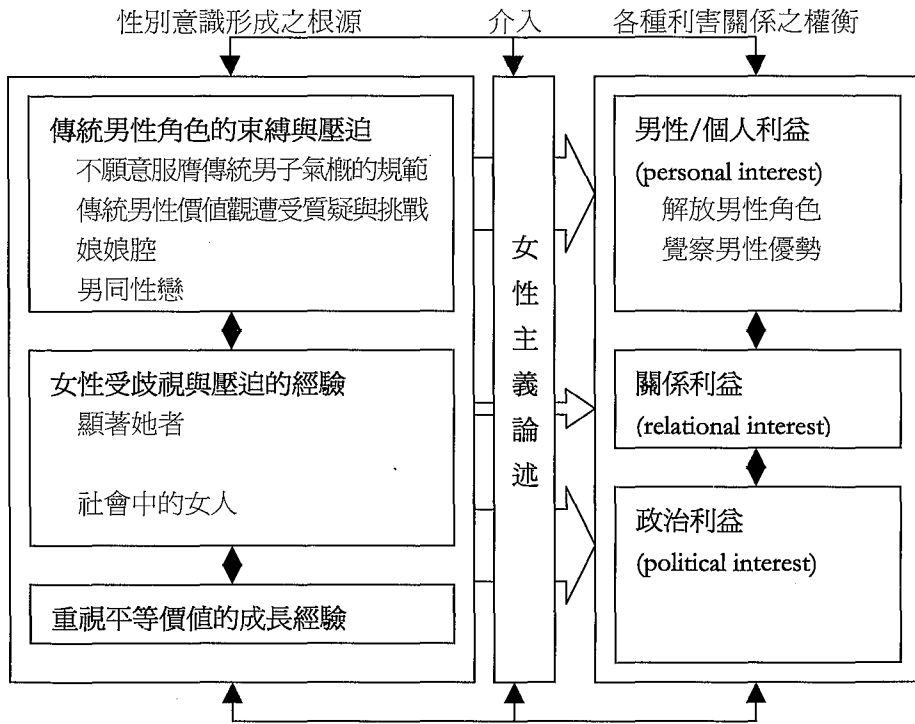 性別意識形成之根源
介入
各種利害關係之權衡
傳統男性角色的束縛與壓迫
不願意服膺傳統男子氣概的規範
傳統男性價值觀遭受質疑與挑戰
娘娘腔
男同性戀
女性受歧視與壓迫的經驗
顯著她者
社會中的女人
重視平等價值的成長經驗
女性主義論述
男性/個人利益
(personal interest)
解放男性角色
覺察男性優勢
關係利益
(relational interest)
政治利益
(political interest)